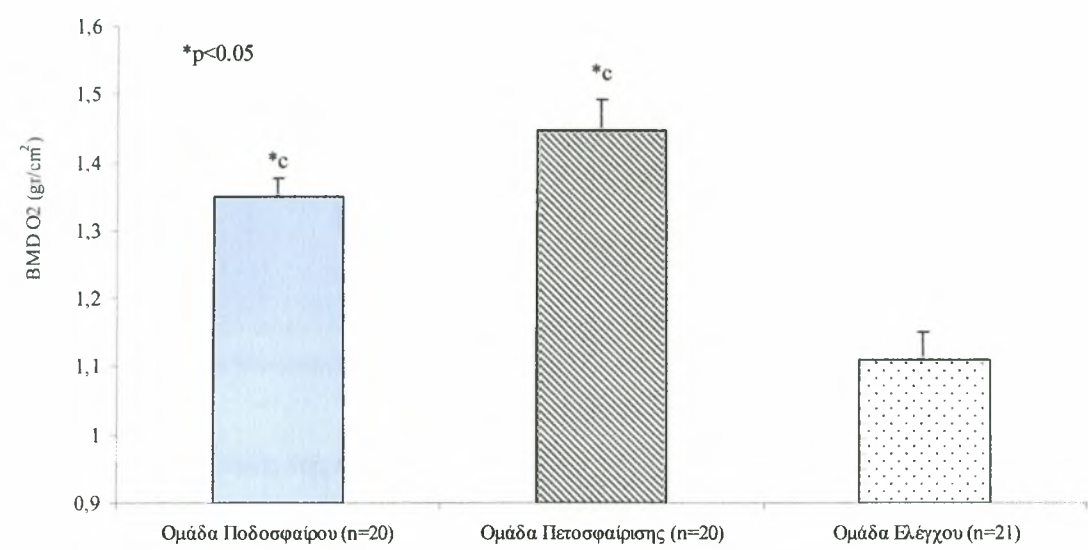 1,6
*p<0.05
*c
1,5
*c
1,4
1,3
1,2
1,1
1
0,9
BMD O2 (gr/cm²)
Ομάδα Ποδοσφαίρου (n=20)
Ομάδα Πετοσφαίρισης (n=20)
Ομάδα Ελέγχου (n=21)